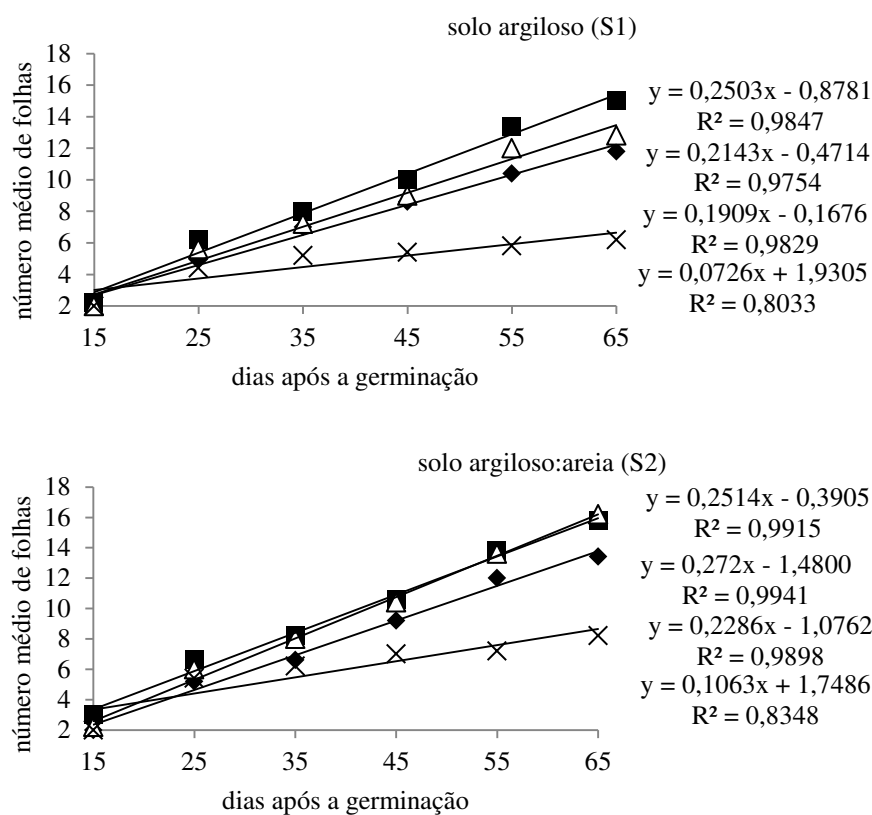 solo argiloso (S1)
número médio de folhas
18
16
14
12
10
8
6
4
2
15 25 35 45 55 65
dias após a germinação
y = 0,2503x - 0,8781
R² = 0,9847
y = 0,2143x - 0,4714
R² = 0,9754
y = 0,1909x - 0,1676
R² = 0,9829
y = 0,0726x + 1,9305
R² = 0,8033
solo argiloso:areia (S2)
número médio de folhas
18
16
14
12
10
8
6
4
2
15 25 35 45 55 65
dias após a germinação
y = 0,2514x - 0,3905
R² = 0,9915
y = 0,272x - 1,4800
R² = 0,9941
y = 0,2286x - 1,0762
R² = 0,9898
y = 0,1063x + 1,7486
R² = 0,8348